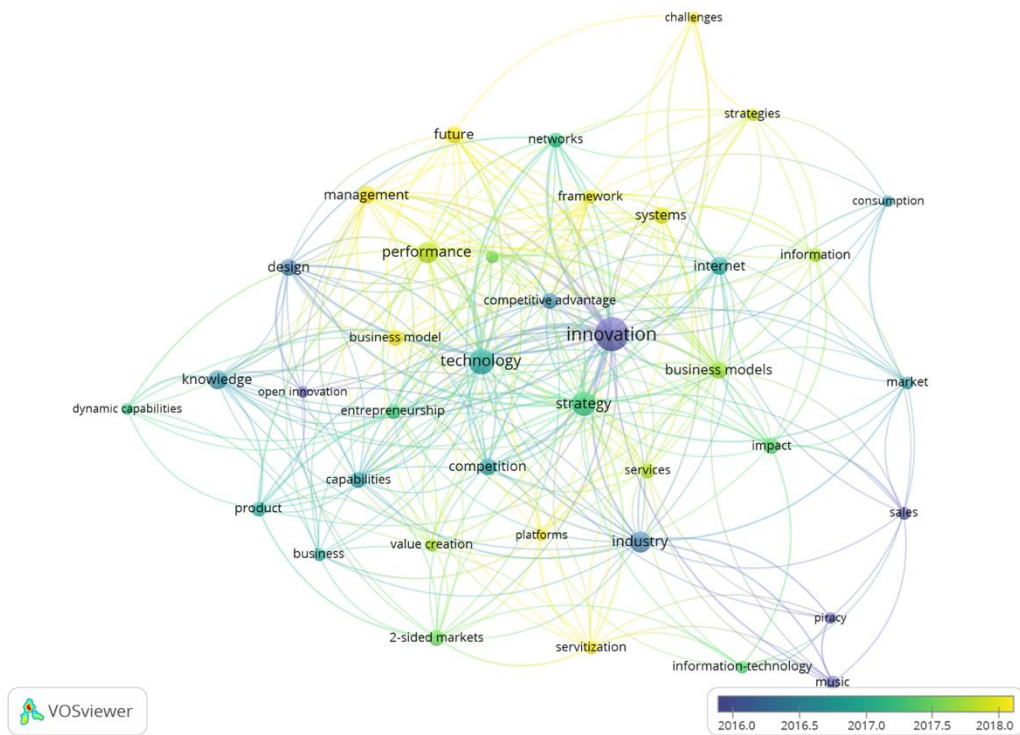 challenges
strategies
future
networks
management
framework
consumption
systems
performance
information
design
internet
competitive advantage
innovation
business model
technology
business models
knowledge
market
open innovation
dynamic capabilities
entrepreneurship
strategy
impact
competition
services
capabilities
product
sales
platforms
industry
value creation
business
piracy
2-sided markets
servitization
information-technology
music
VOSviewer
2016.0 2016.5 2017.0 2017.5 2018.0